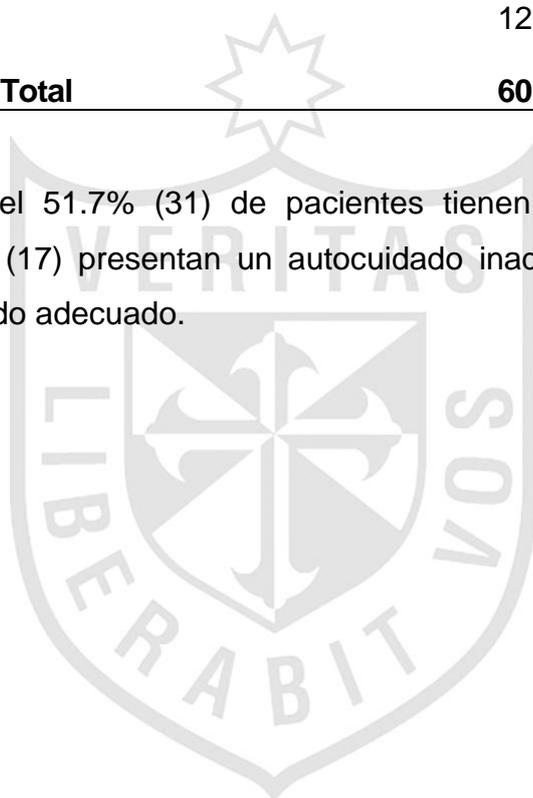 12
Total 60
el 51.7% (31) de pacientes tienen
(17) presentan un autocuidado inad
do adecuado.
VERITAS
LIBERABIT VOS